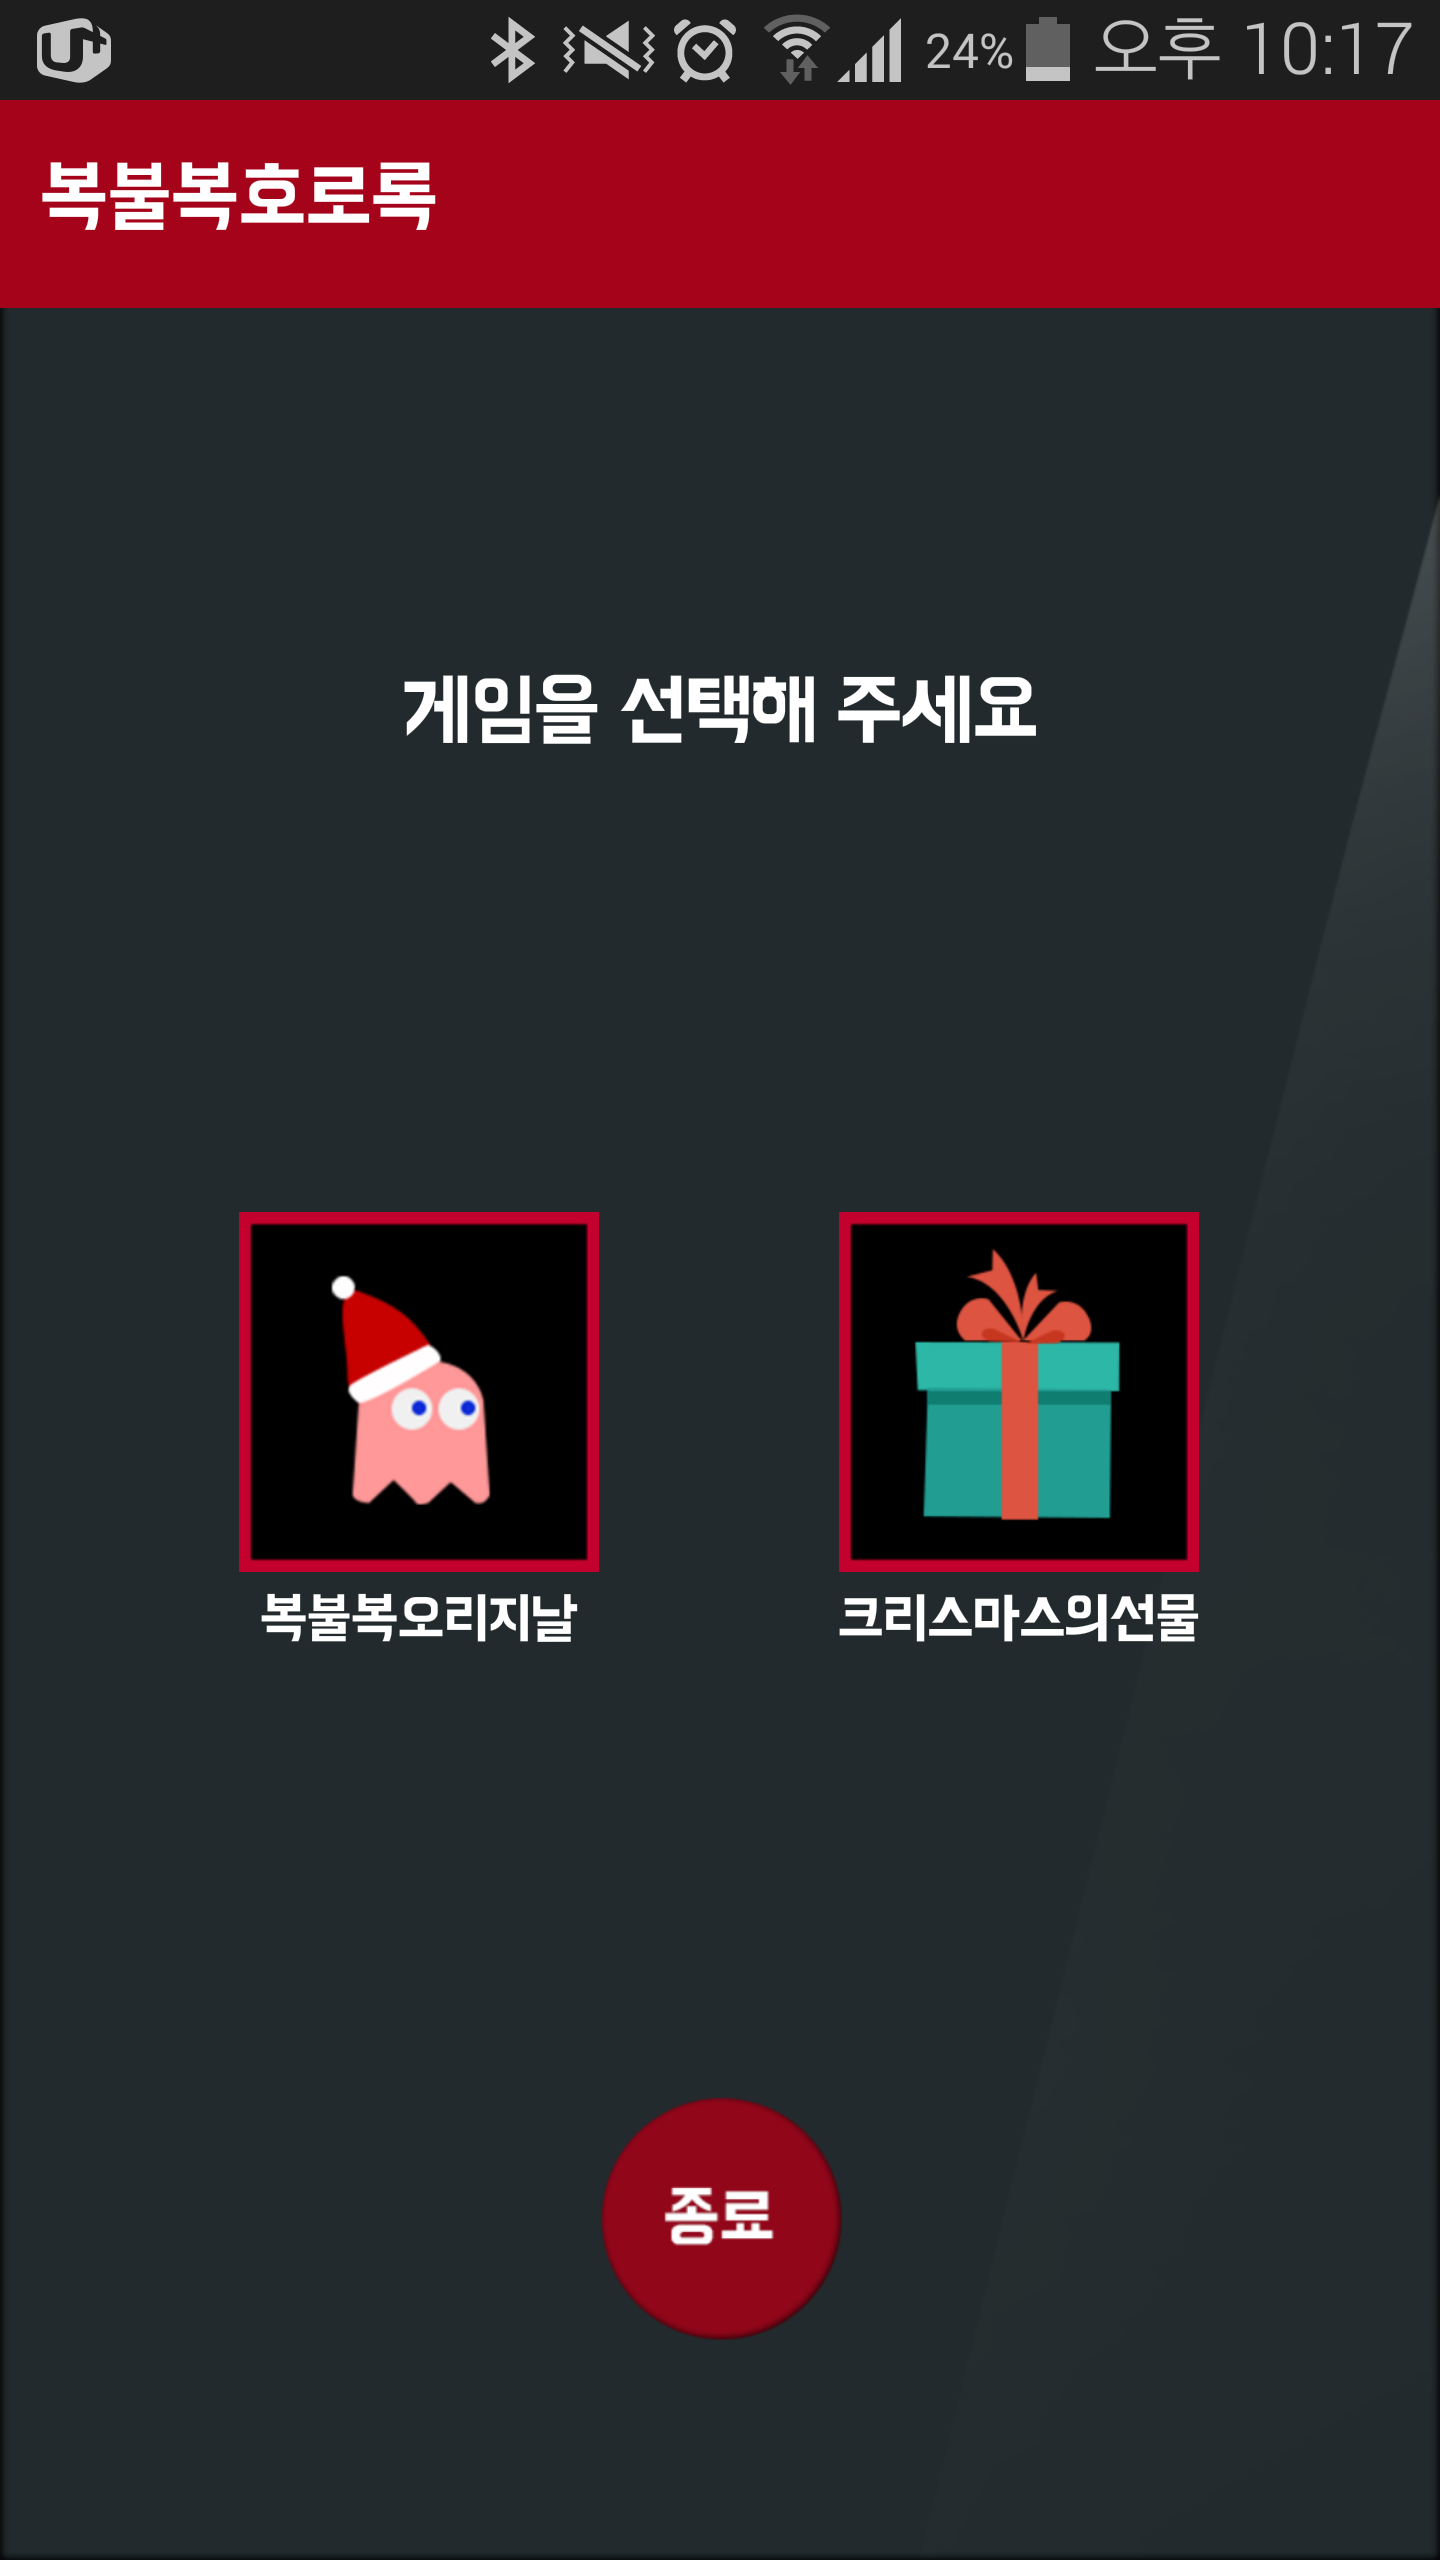 24% 오후 10:17
복불복호로록
게임을 선택해 주세요
복불복오리지날
크리스마스의선물
종료